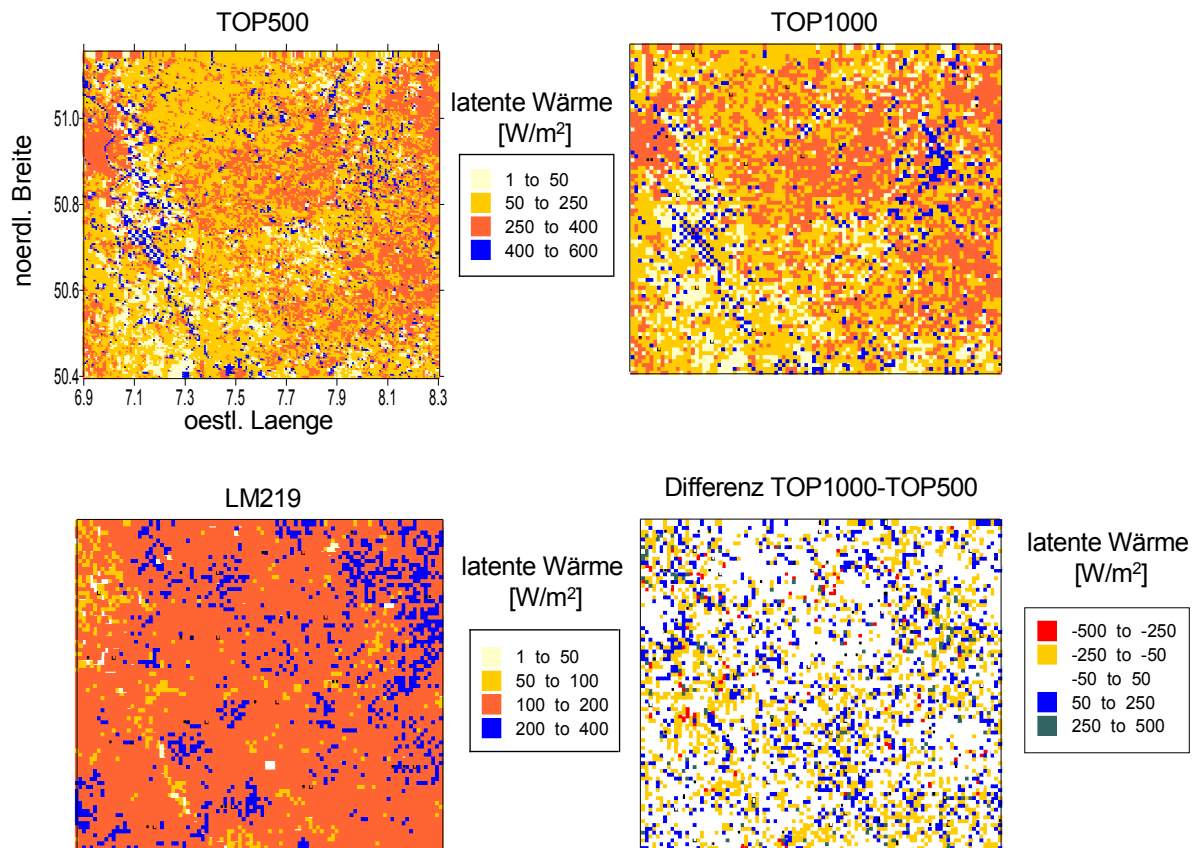 TOP500
TOP1000
noerdl. Breite
51.0
50.8
50.6
50.4
6.9 7.1 7.3 7.5 7.7 7.9 8.1 8.3
oestl. Laenge
latente Wärme
[W/m²]
1 to 50
50 to 250
250 to 400
400 to 600
LM219
Differenz TOP1000-TOP500
latente Wärme
[W/m²]
1 to 50
50 to 100
100 to 200
200 to 400
latente Wärme
[W/m²]
-500 to -250
-250 to -50
-50 to 50
50 to 250
250 to 500